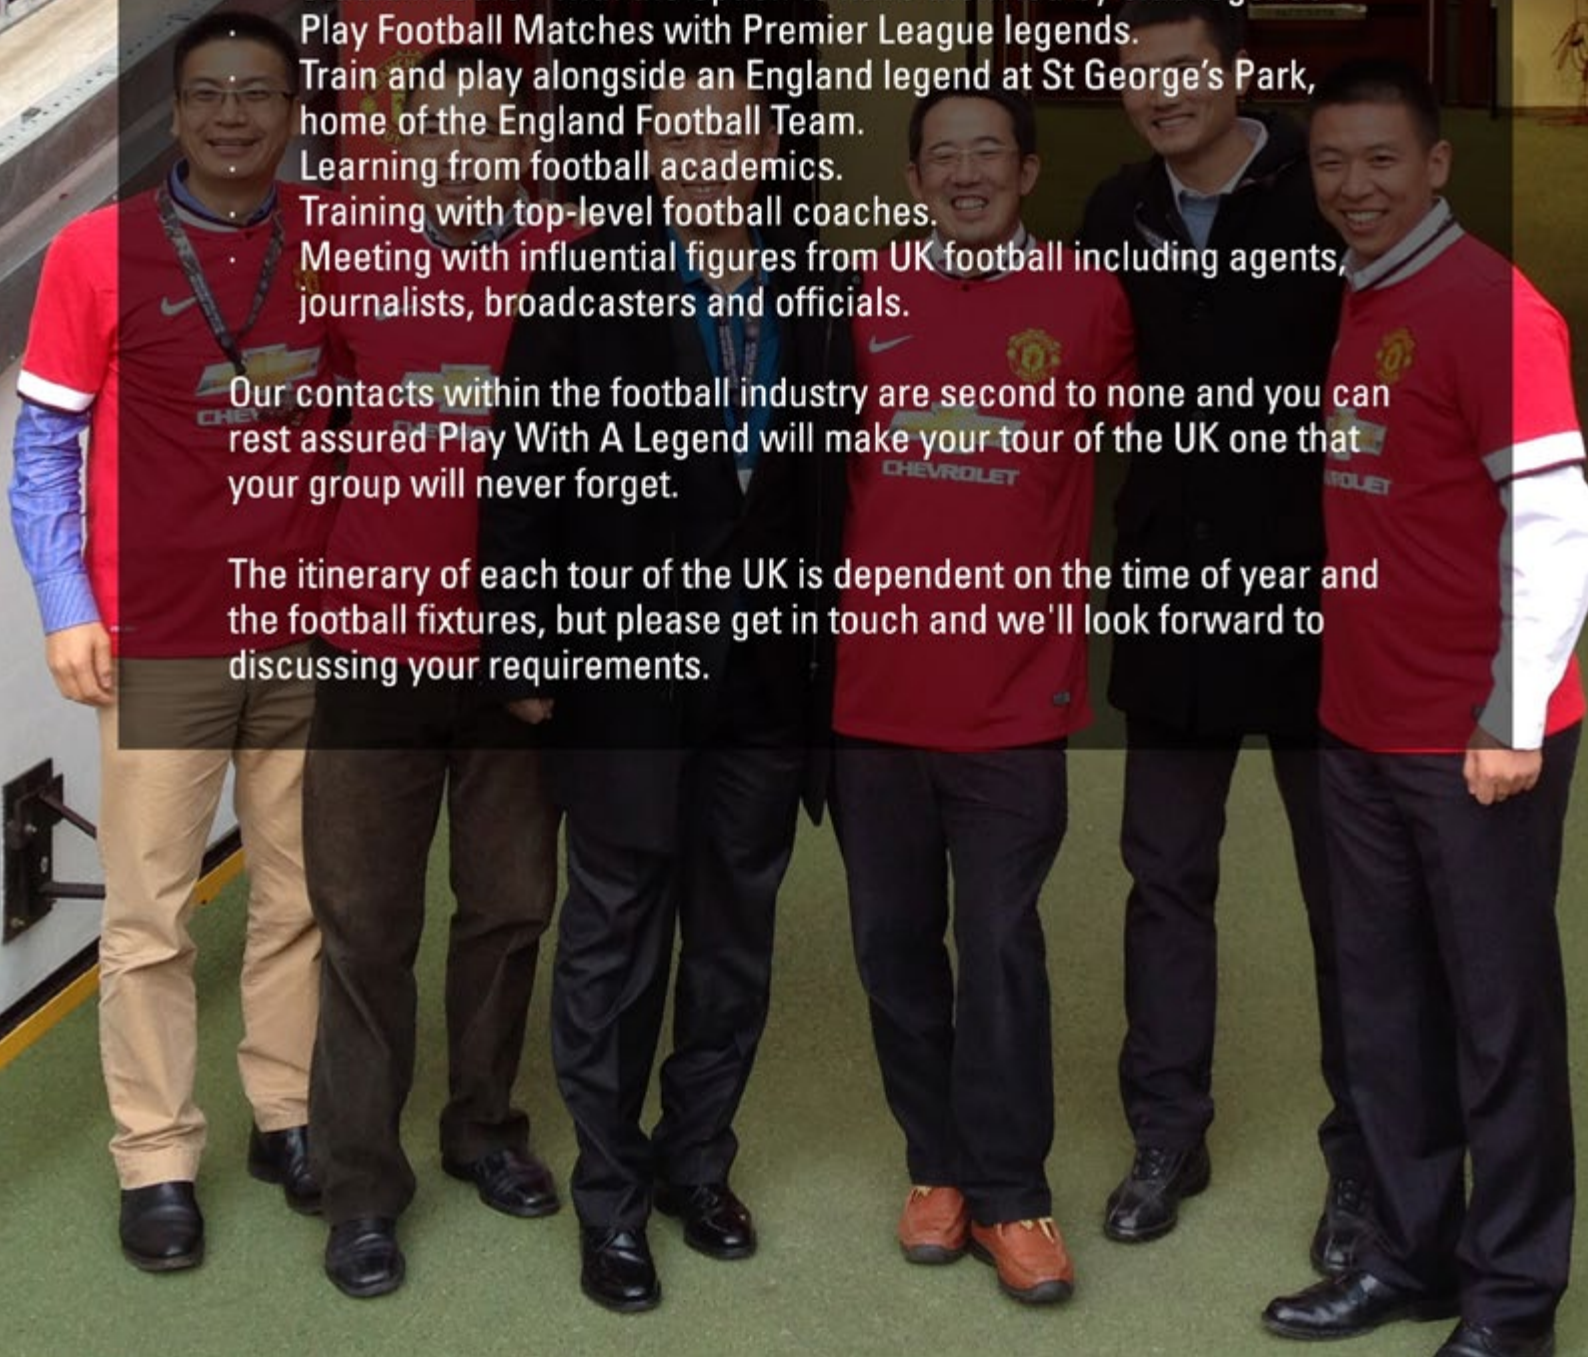 Play Football Matches with Premier League legends.
Train and play alongside an England legend at St George's Park,
home of the England Football Team.
Learning from football academics.
Training with top-level football coaches.
Meeting with influential figures from UK football including agents,
journalists, broadcasters and officials.
Our contacts within the football industry are second to none and you can
rest assured Play With A Legend will make your tour of the UK one that
your group will never forget.
The itinerary of each tour of the UK is dependent on the time of year and
the football fixtures, but please get in touch and we'll look forward to
discussing your requirements.
CHEVROLET